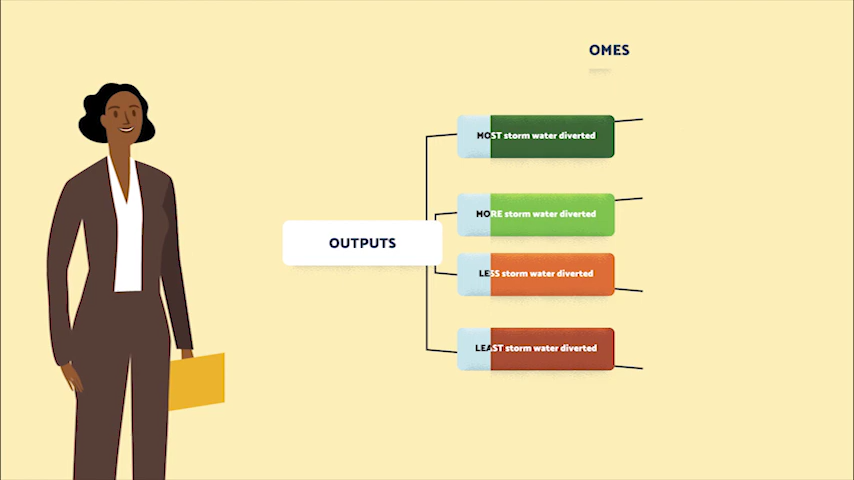 OMES
MOST storm water diverted
MORE storm water diverted
OUTPUTS
LESS storm water diverted
LEAST storm water diverted